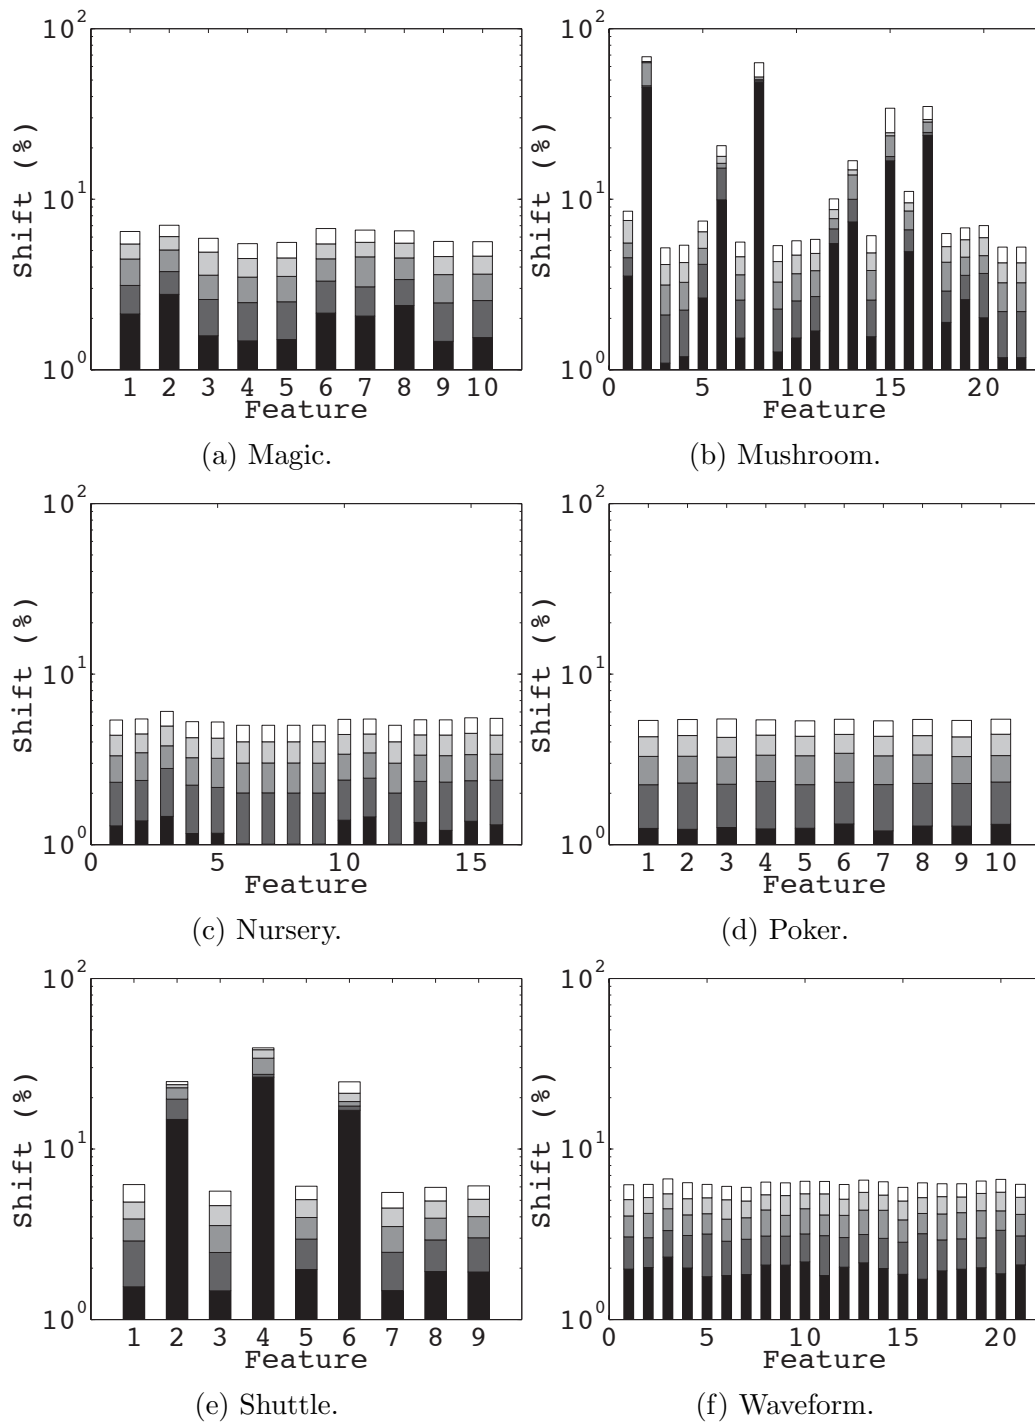 10^2
10^1
10^0
Shift (%)
1 2 3 4 5 6 7 8 9 10
Feature
(a) Magic.
10^2
10^1
10^0
Shift (%)
0 5 10 15 20
Feature
(b) Mushroom.
10^2
10^1
10^0
Shift (%)
0 5 10 15
Feature
(c) Nursery.
10^2
10^1
10^0
Shift (%)
1 2 3 4 5 6 7 8 9 10
Feature
(d) Poker.
10^2
10^1
10^0
Shift (%)
1 2 3 4 5 6 7 8 9
Feature
(e) Shuttle.
10^2
10^1
10^0
Shift (%)
0 5 10 15 20
Feature
(f) Waveform.